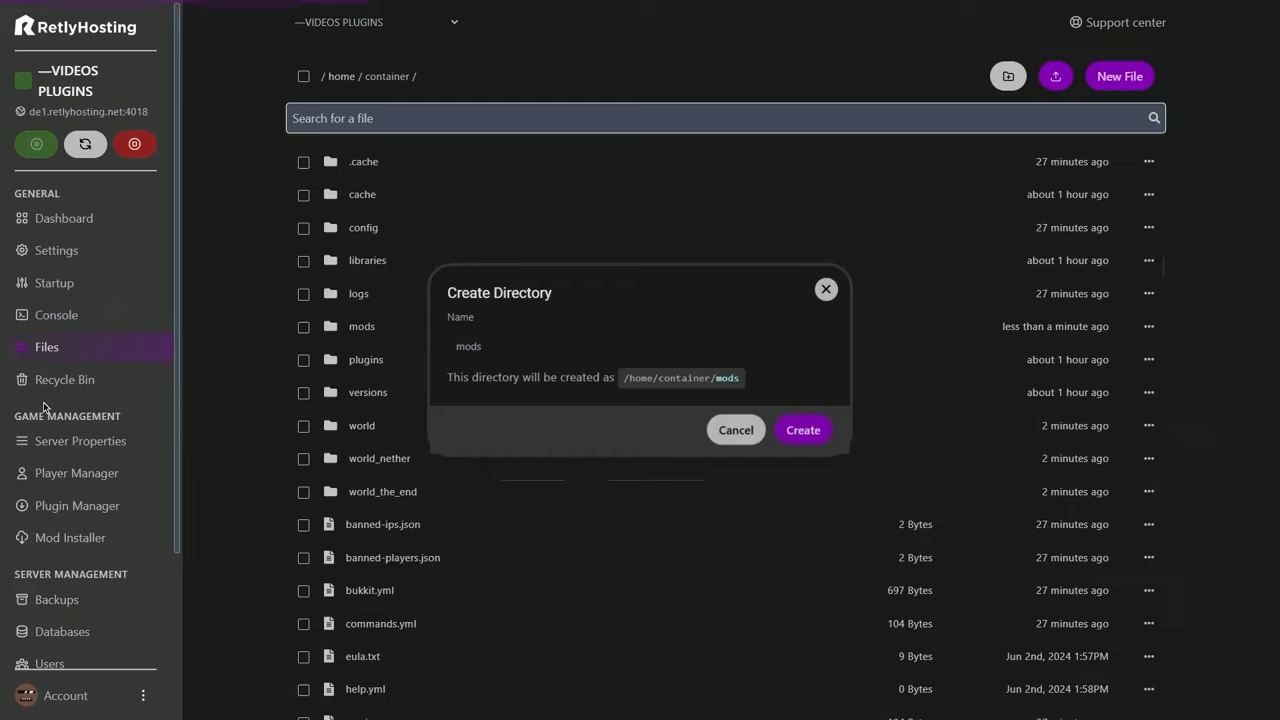 RetlyHosting
—VIDEOS PLUGINS
de1.retlyhosting.net:4018
GENERAL
Dashboard
Settings
Startup
Console
Files
Recycle Bin
GAME MANAGEMENT
Server Properties
Player Manager
Plugin Manager
Mod Installer
SERVER MANAGEMENT
Backups
Databases
Users
Account
—VIDEOS PLUGINS
Support center
/ home / container /
New File
Search for a file
.cache 27 minutes ago
cache about 1 hour ago
config 27 minutes ago
libraries about 1 hour ago
logs 27 minutes ago
mods less than a minute ago
plugins about 1 hour ago
versions about 1 hour ago
world 2 minutes ago
world_nether 2 minutes ago
world_the_end 2 minutes ago
banned-ips.json 2 Bytes 27 minutes ago
banned-players.json 2 Bytes 27 minutes ago
bukkit.yml 697 Bytes 27 minutes ago
commands.yml 104 Bytes 27 minutes ago
eula.txt 9 Bytes Jun 2nd, 2024 1:57PM
help.yml 0 Bytes Jun 2nd, 2024 1:58PM
Create Directory
Name
mods
This directory will be created as /home/container/mods
Cancel
Create